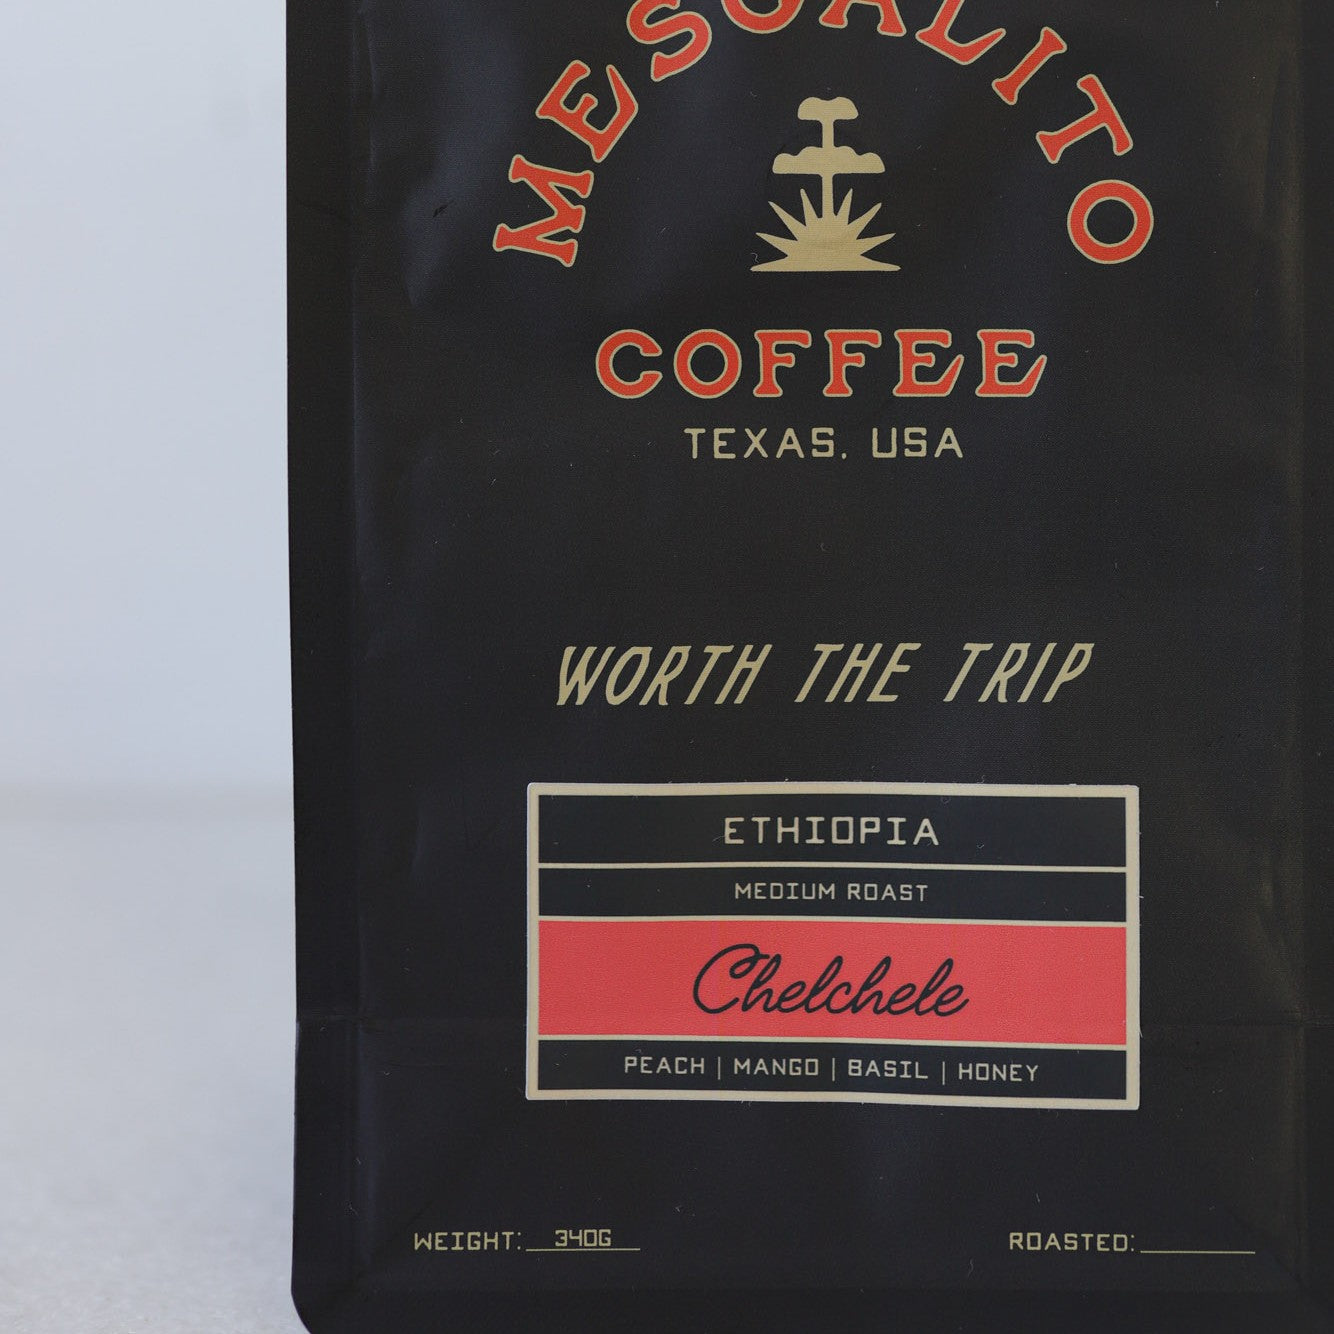 MESCALITO
COFFEE
TEXAS, USA
WORTH THE TRIP
ETHIOPIA
MEDIUM ROAST
Chelchele
PEACH | MANGO | BASIL | HONEY
WEIGHT: 340G
ROASTED: